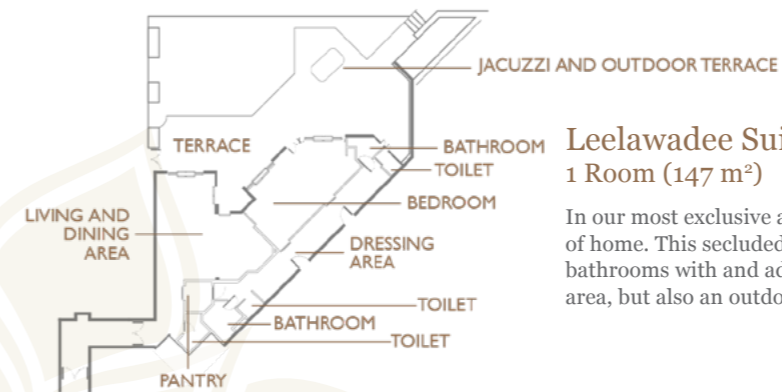 JACUZZI AND OUTDOOR TERRACE
TERRACE
BATHROOM
TOILET
BEDROOM
LIVING AND
DINING
AREA
DRESSING
AREA
TOILET
BATHROOM
TOILET
PANTRY
Leelawadee Sui
1 Room (147 m²)
In our most exclusive a
of home. This secluded
bathrooms with and ad
area, but also an outdo